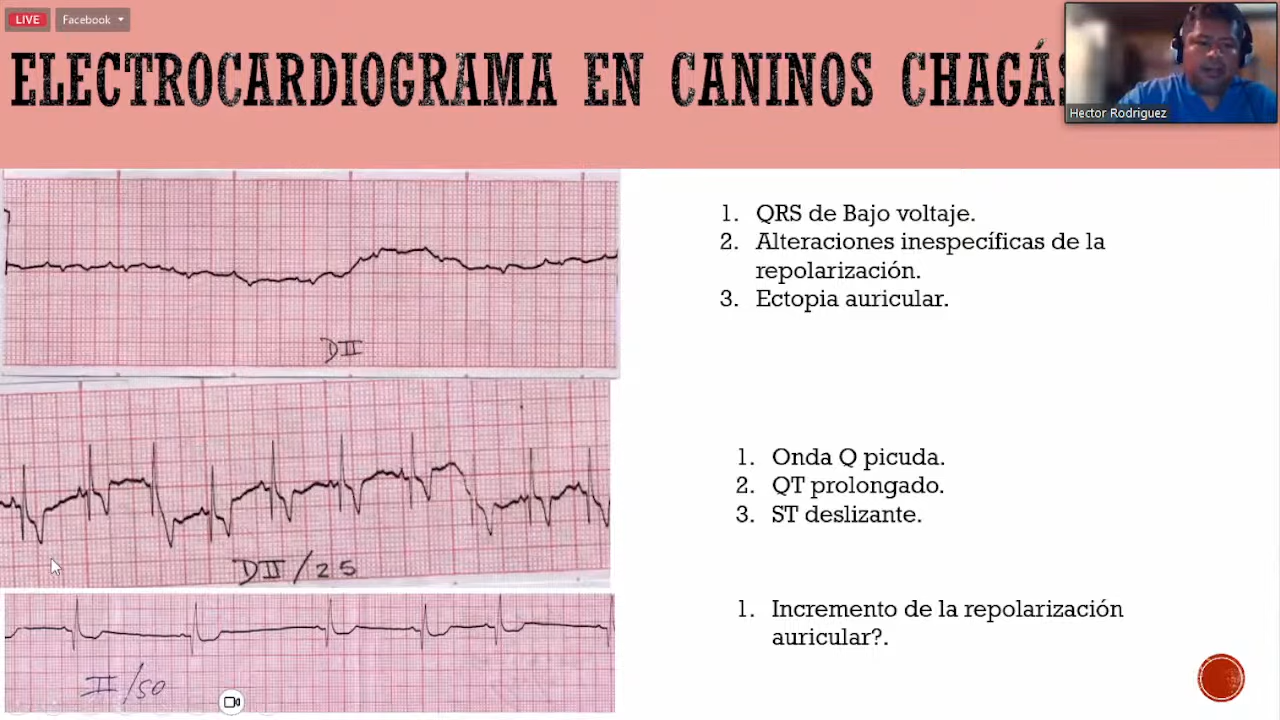 LIVE Facebook
ELECTROCARDIOGRAMA EN CANINOS CHAGÁS
Hector Rodriguez
1. QRS de Bajo voltaje.
2. Alteraciones inespecíficas de la
repolarización.
3. Ectopia auricular.
DII
1. Onda Q picuda.
2. QT prolongado.
3. ST deslizante.
DII/25
1. Incremento de la repolarización
auricular?.
II/50